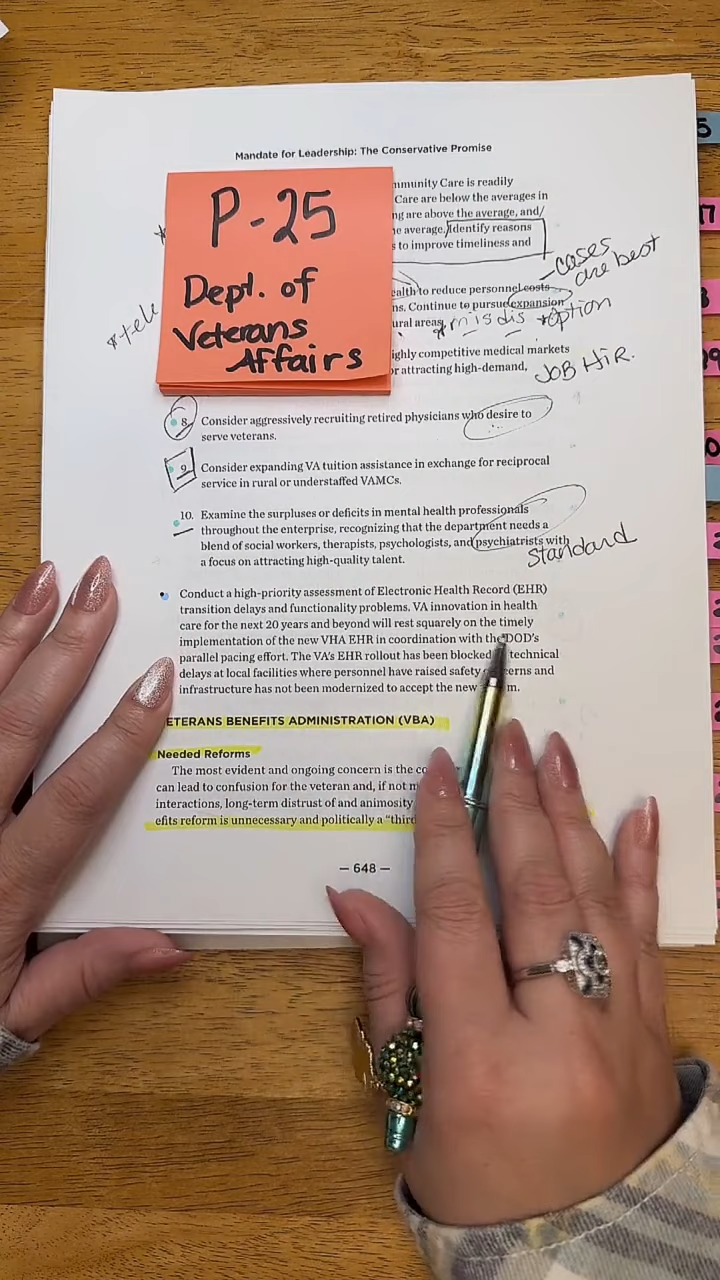 Mandate for Leadership: The Conservative Promise
P-25
Dept. of
Veterans
Affairs
mmunity Care is readily
Care are below the averages in
ng are above the average, and/
e average. Identify reasons
s to improve timeliness and
ealth to reduce personnel costs
ns. Continue to pursue expansion
ural areas.
cases
are best
*tele
*misdis *option
ighly competitive medical markets
or attracting high-demand,
JOB HIR.
8. Consider aggressively recruiting retired physicians who desire to
serve veterans.
9. Consider expanding VA tuition assistance in exchange for reciprocal
service in rural or understaffed VAMCs.
10. Examine the surpluses or deficits in mental health professionals
throughout the enterprise, recognizing that the department needs a
blend of social workers, therapists, psychologists, and psychiatrists with
a focus on attracting high-quality talent.
standard
• Conduct a high-priority assessment of Electronic Health Record (EHR)
transition delays and functionality problems. VA innovation in health
care for the next 20 years and beyond will rest squarely on the timely
implementation of the new VHA EHR in coordination with the DOD's
parallel pacing effort. The VA's EHR rollout has been blocked technical
delays at local facilities where personnel have raised safety and
infrastructure has not been modernized to accept the new
ETERANS BENEFITS ADMINISTRATION (VBA)
Needed Reforms
The most evident and ongoing concern is the
can lead to confusion for the veteran and, if not
interactions, long-term distrust of and animosity
efits reform is unnecessary and politically a "third
— 648 —
5